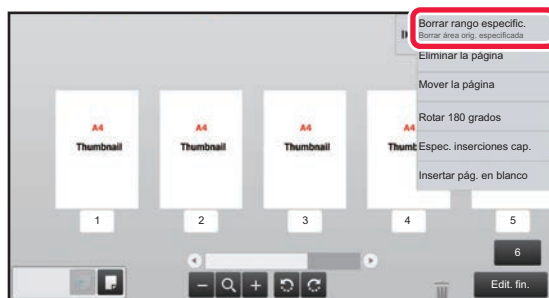 Borrar rango especific.
Borrar área orig. especificada
Eliminar la página
Mover la página
Rotar 180 grados
Espec. inserciones cap.
Insertar pág. en blanco
A4
Thumbnail
A4
Thumbnail
A4
Thumbnail
A4
1
2
3
4
5
6
Edit. fin.